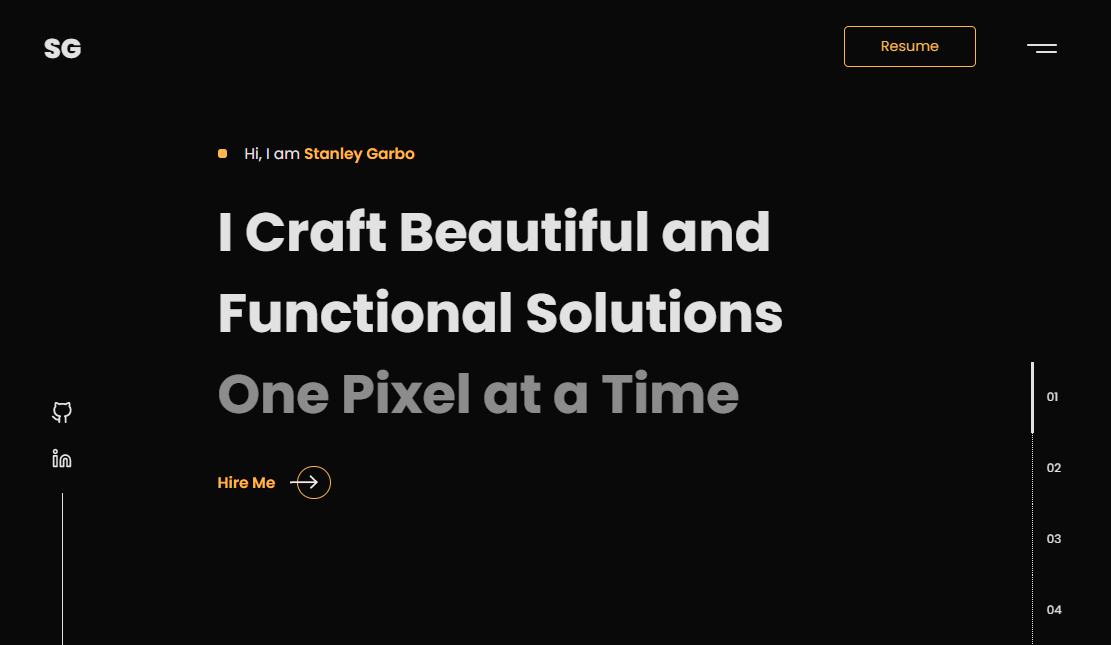 SG
Resume
Hi, I am Stanley Garbo
I Craft Beautiful and
Functional Solutions
One Pixel at a Time
Hire Me
01
02
03
04